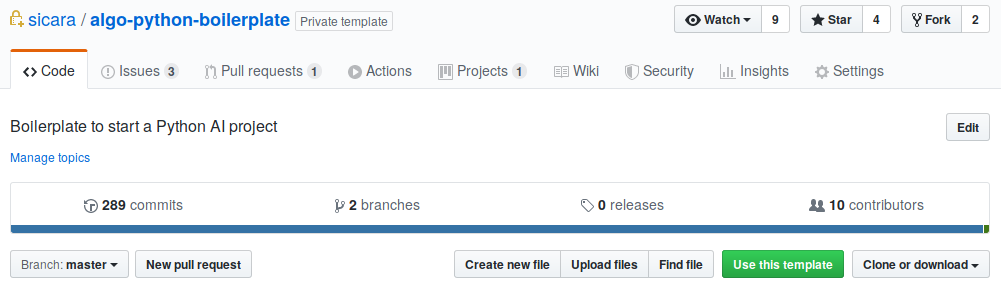 sicara / algo-python-boilerplate Private template Watch 9 Star 4 Fork 2
Code Issues 3 Pull requests 1 Actions Projects 1 Wiki Security Insights Settings
Bollerplate to start a Python AI project Edit
Manage topics
289 commits 2 branches 0 releases 10 contributors
Branch: master New pull request Create new file Upload files Find file Use this template Clone or download